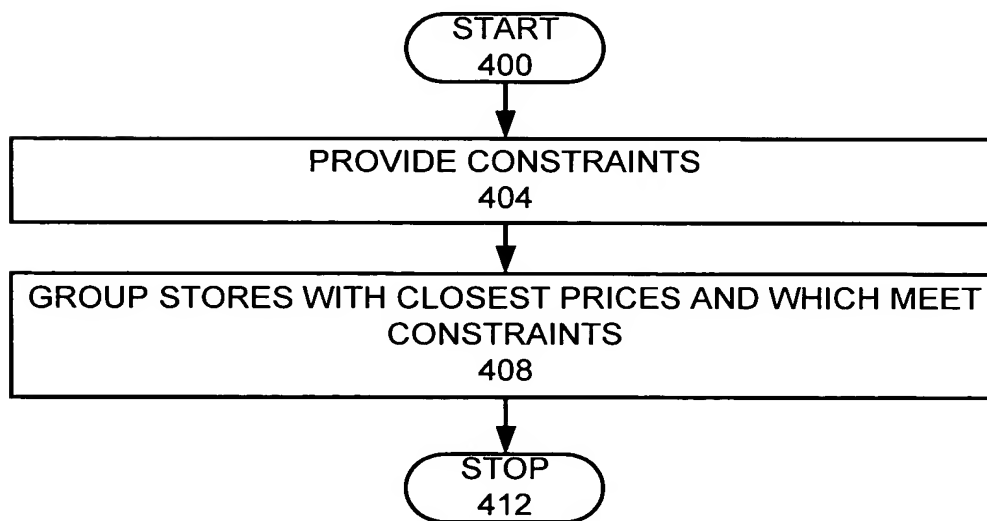 START
400
PROVIDE CONSTRAINTS
404
GROUP STORES WITH CLOSEST PRICES AND WHICH MEET
CONSTRAINTS
408
STOP
412